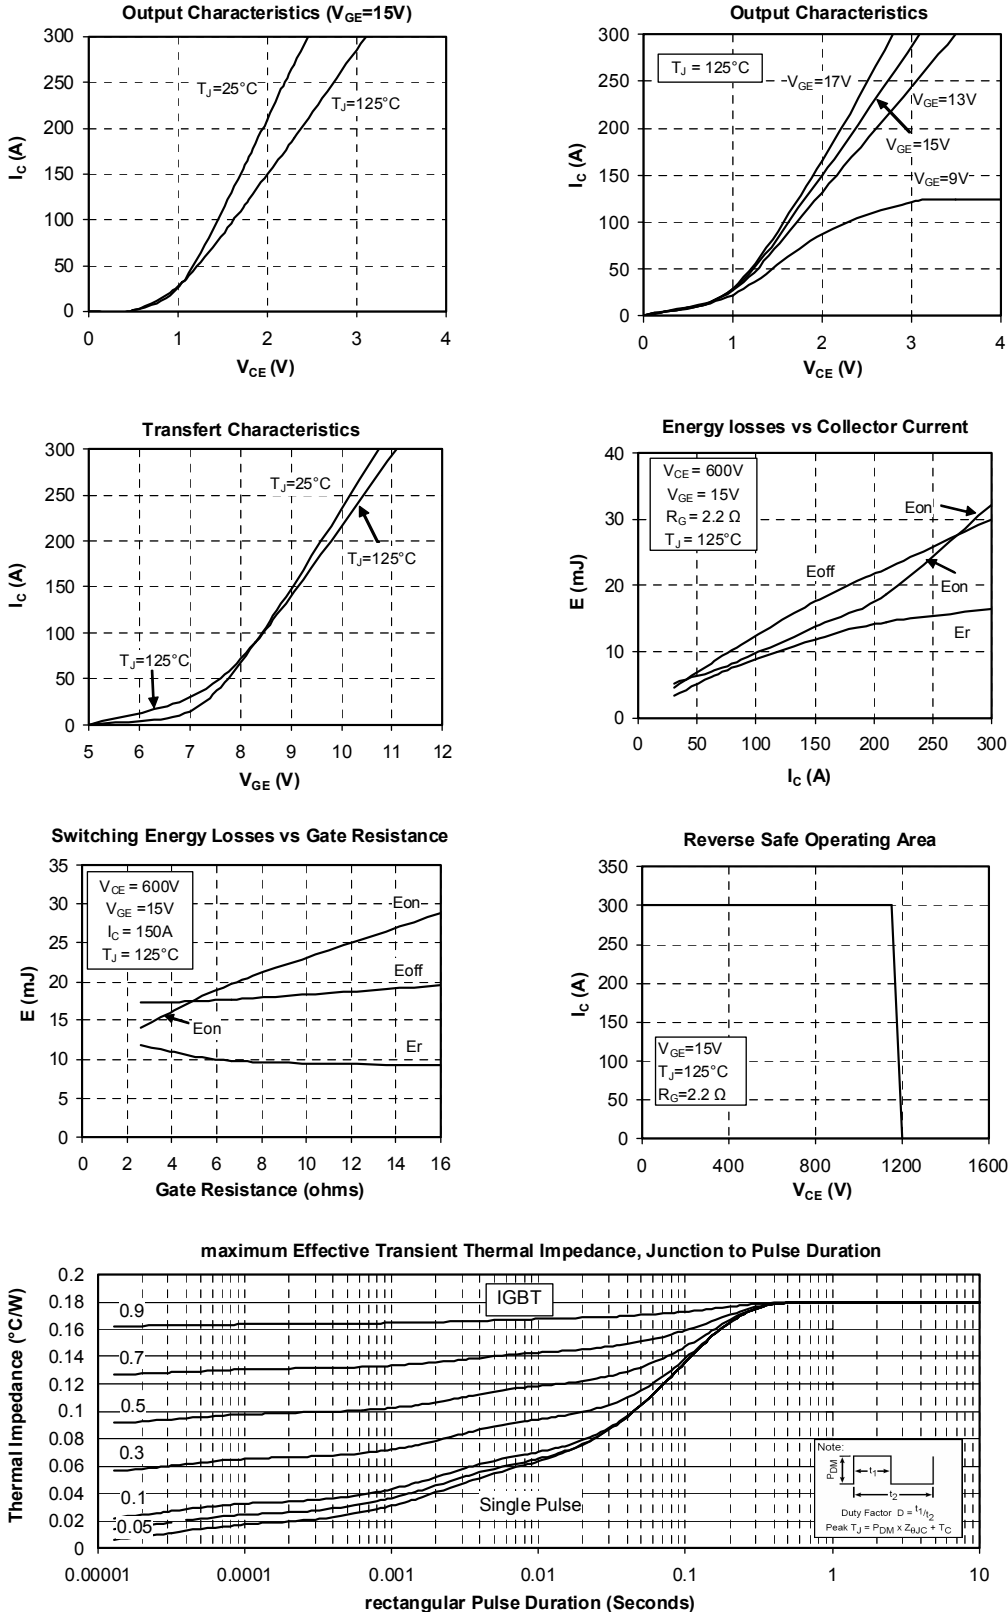 Output Characteristics (VGE=15V)
300
250
200
150
100
50
0
0 1 2 3 4
IC (A)
VCE (V)
TJ=25°C
TJ=125°C
Output Characteristics
300
250
200
150
100
50
0
0 1 2 3 4
IC (A)
VCE (V)
TJ = 125°C
VGE=17V
VGE=13V
VGE=15V
VGE=9V
Transfert Characteristics
300
250
200
150
100
50
0
5 6 7 8 9 10 11 12
IC (A)
VGE (V)
TJ=25°C
TJ=125°C
TJ=125°C
Energy losses vs Collector Current
40
30
20
10
0
0 50 100 150 200 250 300
E (mJ)
IC (A)
VCE = 600V
VGE = 15V
RG = 2.2 Ω
TJ = 125°C
Eon
Eoff
Eon
Er
Switching Energy Losses vs Gate Resistance
35
30
25
20
15
10
5
0
0 2 4 6 8 10 12 14 16
E (mJ)
Gate Resistance (ohms)
VCE = 600V
VGE =15V
IC = 150A
TJ = 125°C
Eon
Eoff
Eon
Er
Reverse Safe Operating Area
350
300
250
200
150
100
50
0
0 400 800 1200 1600
IC (A)
VCE (V)
VGE=15V
TJ=125°C
RG=2.2 Ω
maximum Effective Transient Thermal Impedance, Junction to Pulse Duration
0.2
0.18
0.16
0.14
0.12
0.1
0.08
0.06
0.04
0.02
0
0.00001 0.0001 0.001 0.01 0.1 1 10
Thermal Impedance (°C/W)
rectangular Pulse Duration (Seconds)
IGBT
0.9
0.7
0.5
0.3
0.1
0.05
Single Pulse
Note:
PDM
t1
t2
Duty Factor D = t1/t2
Peak TJ = PDM x ZθJC + TC